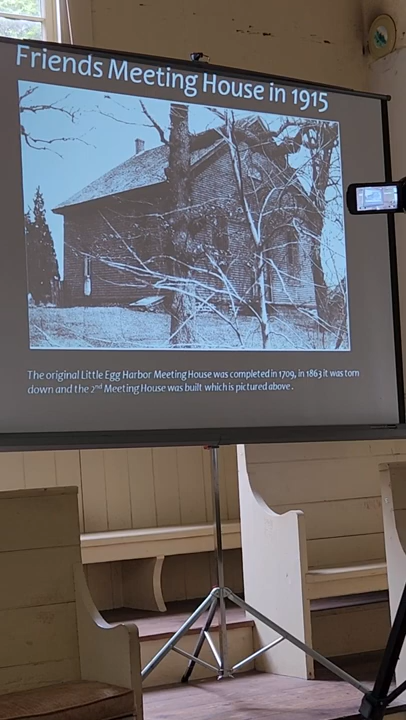 Friends Meeting House in 1915
The original Little Egg Harbor Meeting House was completed in 1709, in 1863 it was torn
down and the 2nd Meeting House was built which is pictured above.